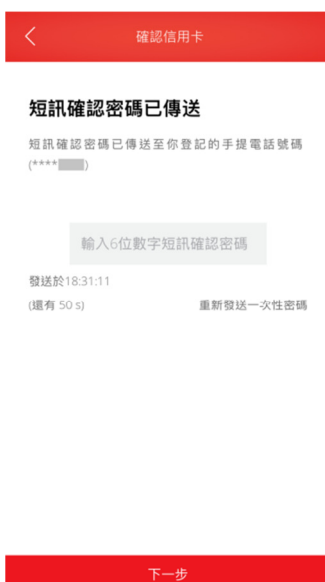 確認信用卡
短訊確認密碼已傳送
短訊確認密碼已傳送至你登記的手提電話號碼
(****)
輸入6位數字短訊確認密碼
發送於18:31:11
(還有 50 s) 重新發送一次性密碼
下一步